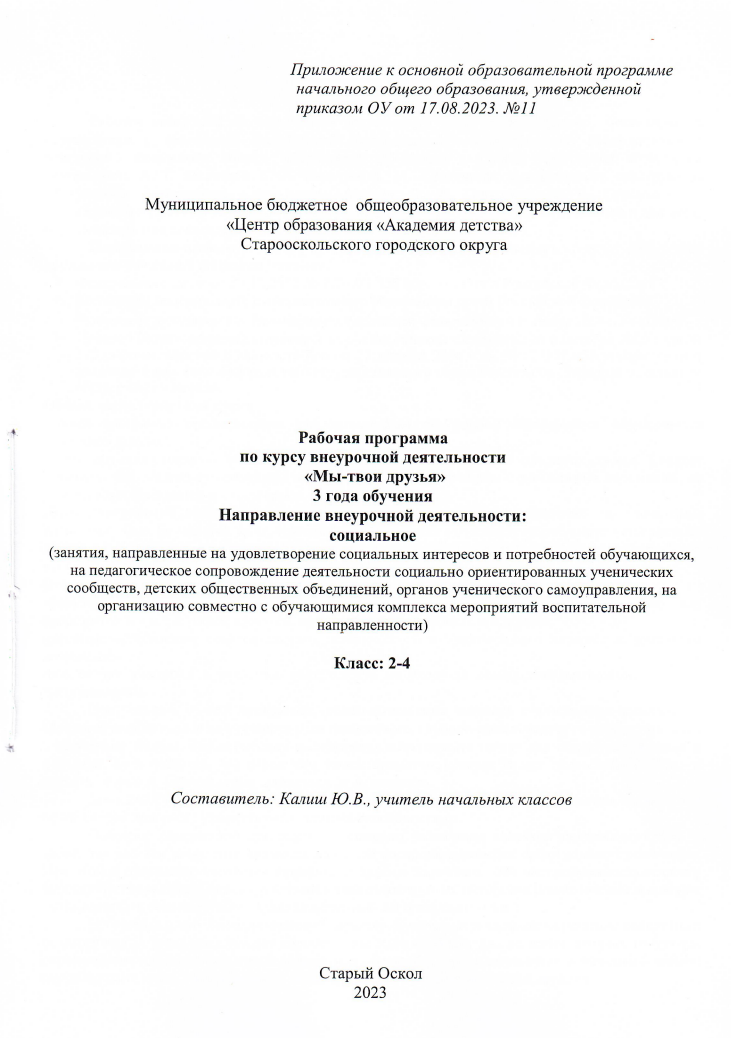 Приложение к основной образовательной программе
начального общего образования, утвержденной
приказом ОУ от 17.08.2023. №11
Муниципальное бюджетное общеобразовательное учреждение
«Центр образования «Академия детства»
Старооскольского городского округа
Рабочая программа
по курсу внеурочной деятельности
«Мы-твои друзья»
3 года обучения
Направление внеурочной деятельности:
социальное
(занятия, направленные на удовлетворение социальных интересов и потребностей обучающихся,
на педагогическое сопровождение деятельности социально ориентированных ученических
сообществ, детских общественных объединений, органов ученического самоуправления, на
организацию совместно с обучающимися комплекса мероприятий воспитательной
направленности)
Класс: 2-4
Составитель: Калиш Ю.В., учитель начальных классов
Старый Оскол
2023